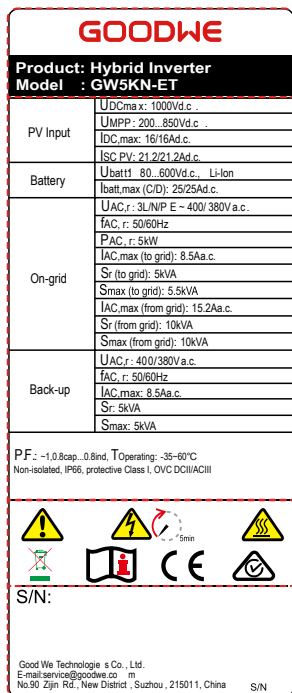 GOODWE
Product: Hybrid Inverter
Model : GW5KN-ET
PV Input
UDCmax: 1000Vd.c .
UMPP : 200...850Vd.c .
IDC,max: 16/16Ad.c.
ISC PV: 21.2/21.2Ad.c.
Battery
Ubatt1 80...600Vd.c., Li-Ion
Ibatt,max (C/D): 25/25Ad.c.
On-grid
UAC,r : 3L/N/P E ~ 400/ 380Va.c.
fAC, r: 50/60Hz
PAC, r: 5kW
IAC,max (to grid): 8.5Aa.c.
Sr (to grid): 5kVA
Smax (to grid): 5.5kVA
IAC,max (from grid): 15.2Aa.c.
Sr (from grid): 10kVA
Smax (from grid): 10kVA
Back-up
UAC,r : 400/380Va.c.
fAC, r: 50/60Hz
IAC,max: 8.5Aa.c.
Sr: 5kVA
Smax: 5kVA
P.F.: ~1,0.8cap...0.8ind, TOperating: -35~60°C
Non-isolated, IP66, protective Class I, OVC DCII/ACIII
5min
CE
S/N:
Good We Technologie s Co., Ltd.
E-mail:service@goodwe.co m
No.90 Zijin Rd., New District , Suzhou , 215011, China
S/N